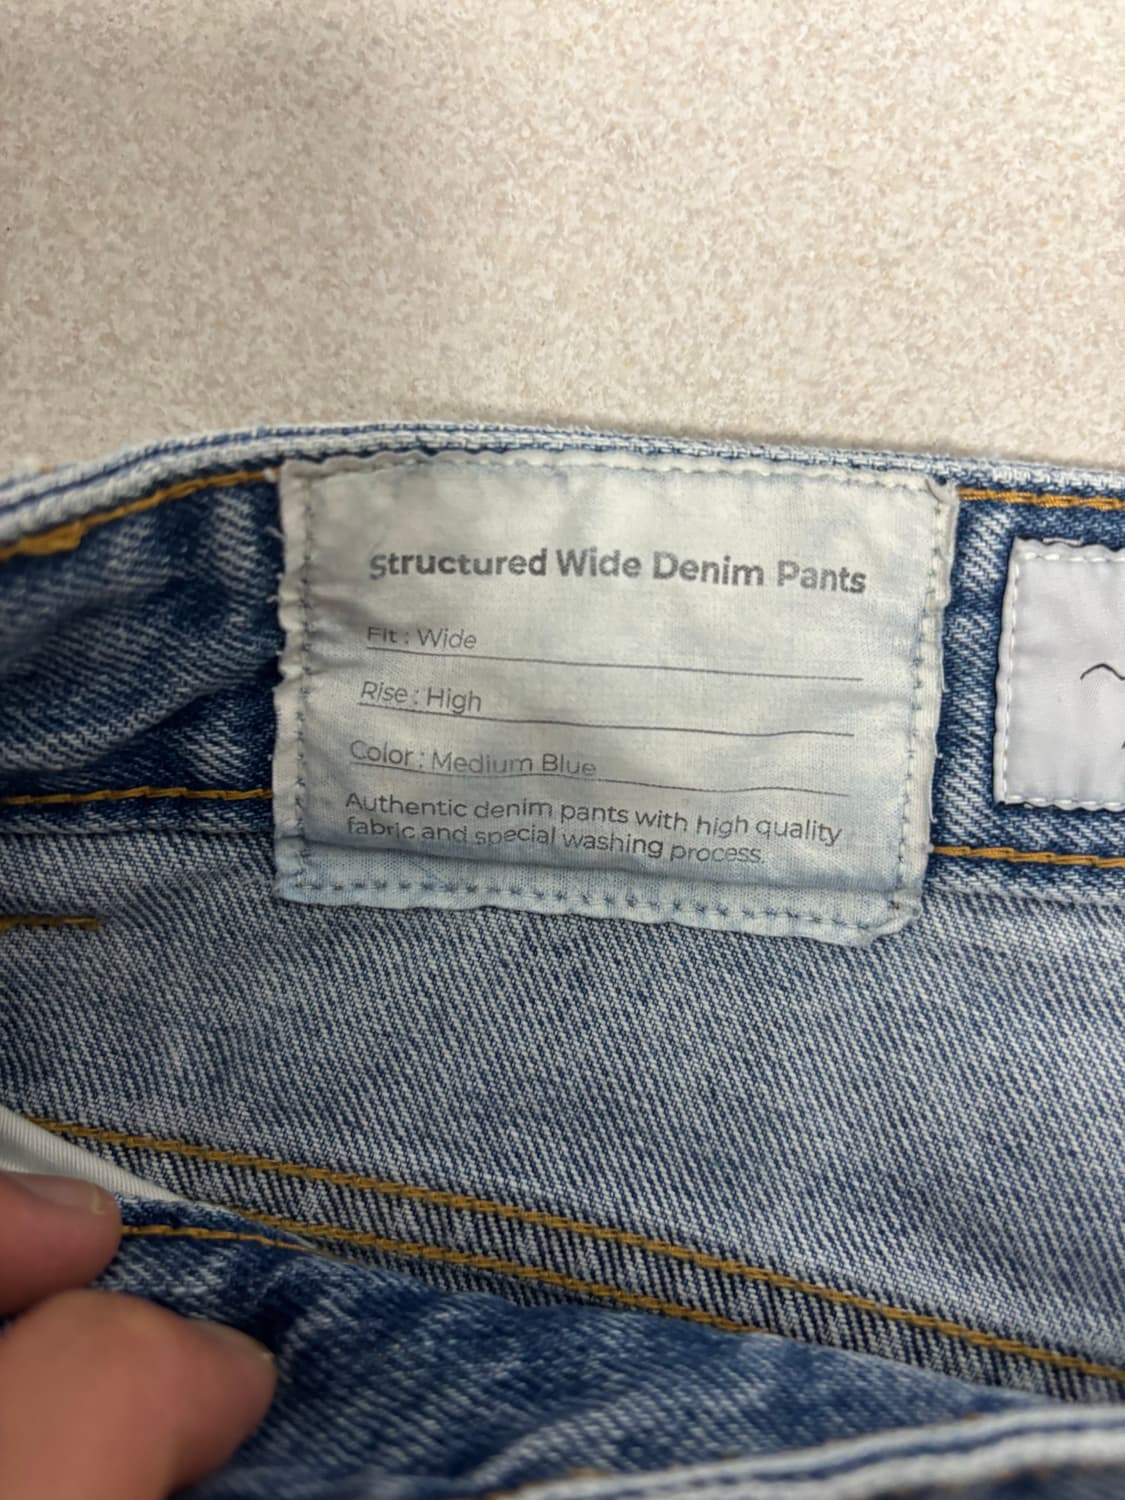 Structured Wide Denim Pants
Fit : Wide
Rise : High
Color : Medium Blue
Authentic denim pants with high quality
fabric and special washing process.